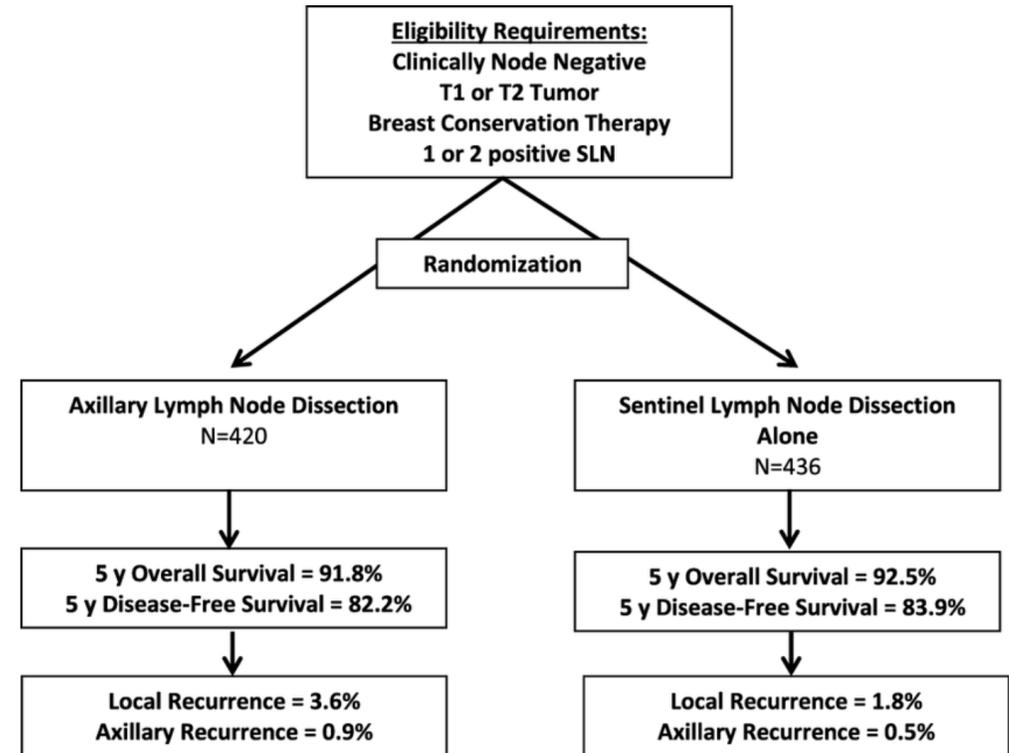 Eligibility Requirements:
Clinically Node Negative
T1 or T2 Tumor
Breast Conservation Therapy
1 or 2 positive SLN
Randomization
Axillary Lymph Node Dissection
N=420
Sentinel Lymph Node Dissection
Alone
N=436
5 y Overall Survival = 91.8%
5 y Disease-Free Survival = 82.2%
5 y Overall Survival = 92.5%
5 y Disease-Free Survival = 83.9%
Local Recurrence = 3.6%
Axillary Recurrence = 0.9%
Local Recurrence = 1.8%
Axillary Recurrence = 0.5%